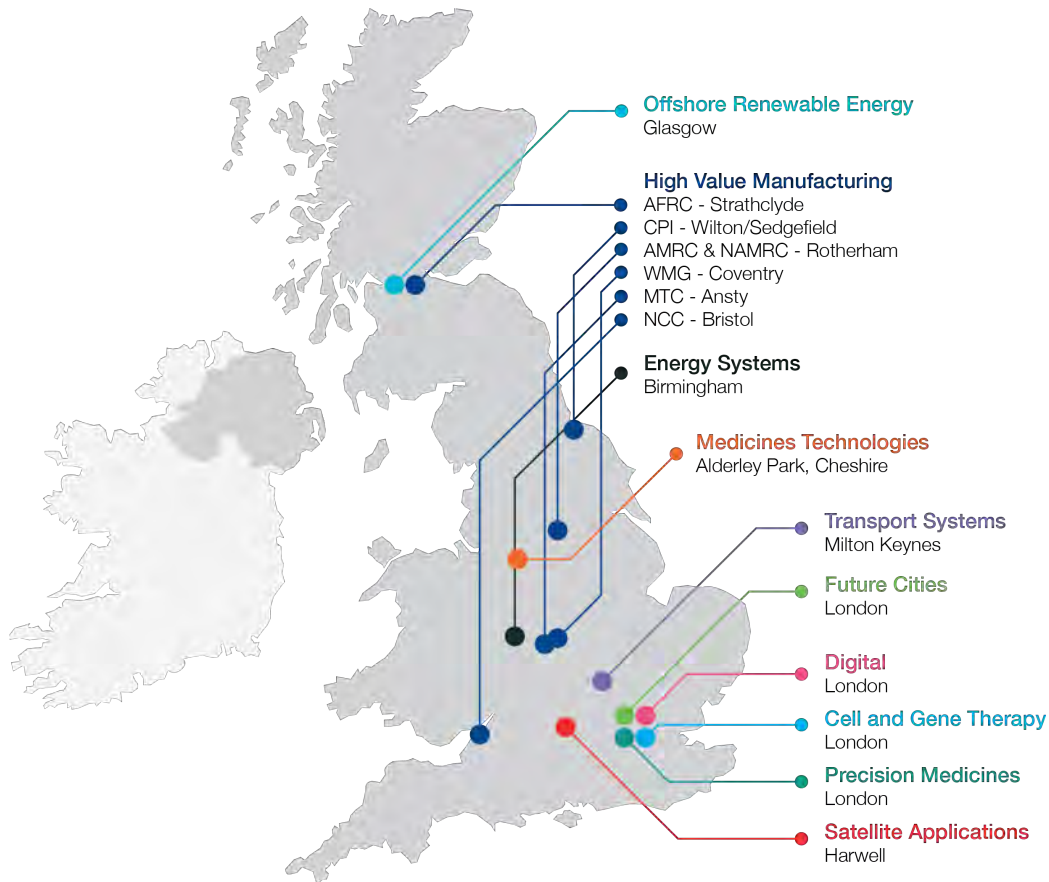 Offshore Renewable Energy
Glasgow
High Value Manufacturing
AFRC - Strathclyde
CPI - Wilton/Sedgefield
AMRC & NAMRC - Rotherham
WMG - Coventry
MTC - Ansty
NCC - Bristol
Energy Systems
Birmingham
Medicines Technologies
Alderley Park, Cheshire
Transport Systems
Milton Keynes
Future Cities
London
Digital
London
Cell and Gene Therapy
London
Precision Medicines
London
Satellite Applications
Harwell